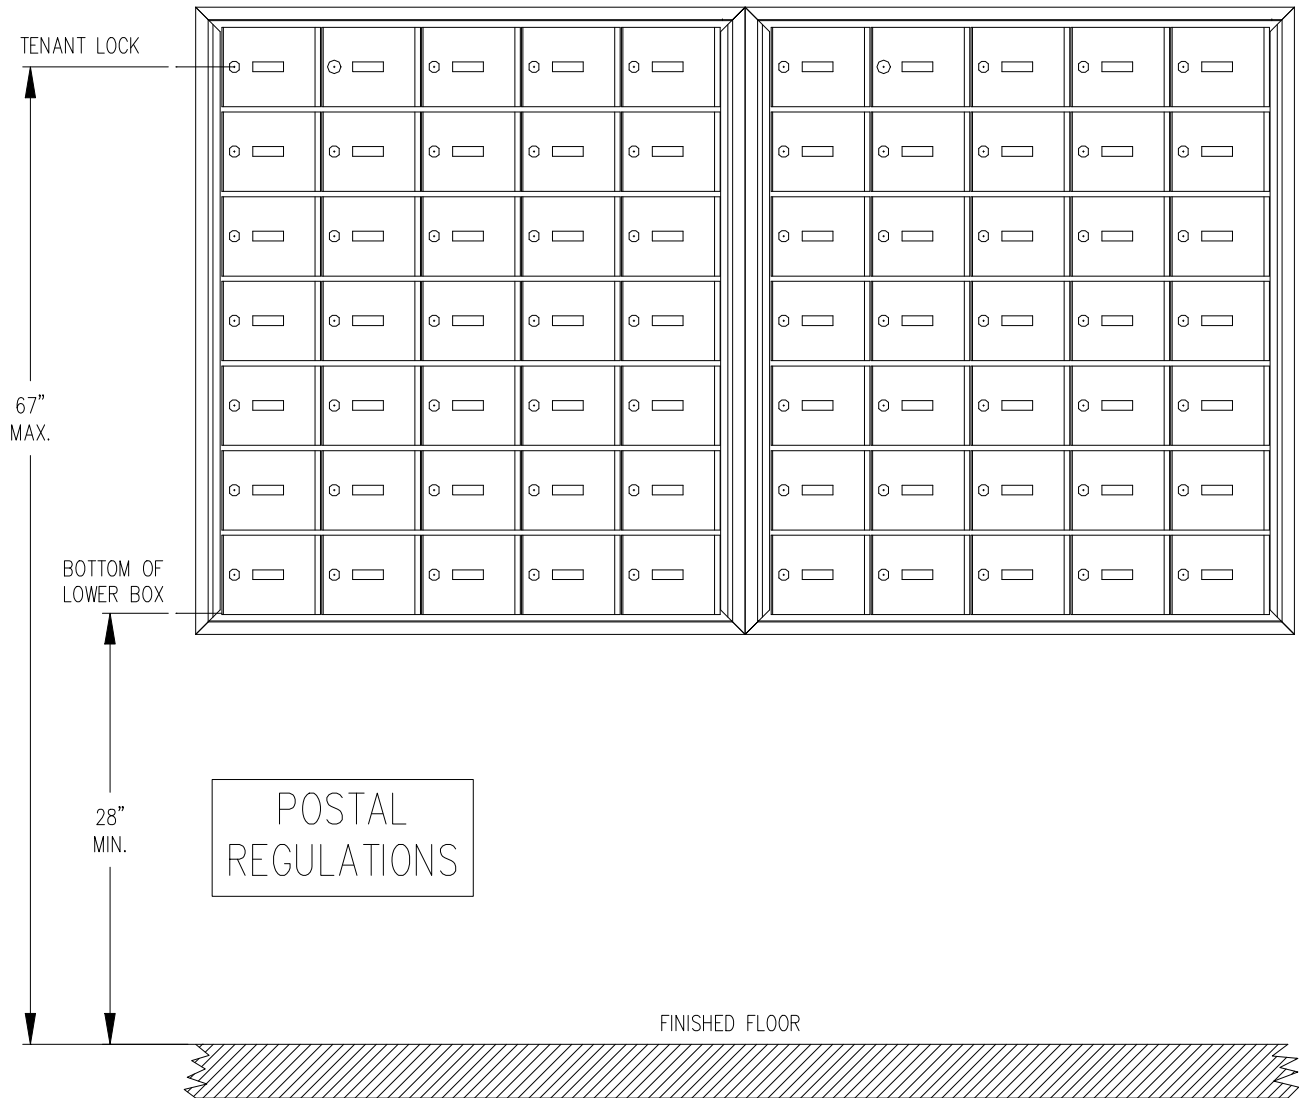 TENANT LOCK
67”
MAX.
BOTTOM OF
LOWER BOX
28”
MIN.
POSTAL
REGULATIONS
FINISHED FLOOR